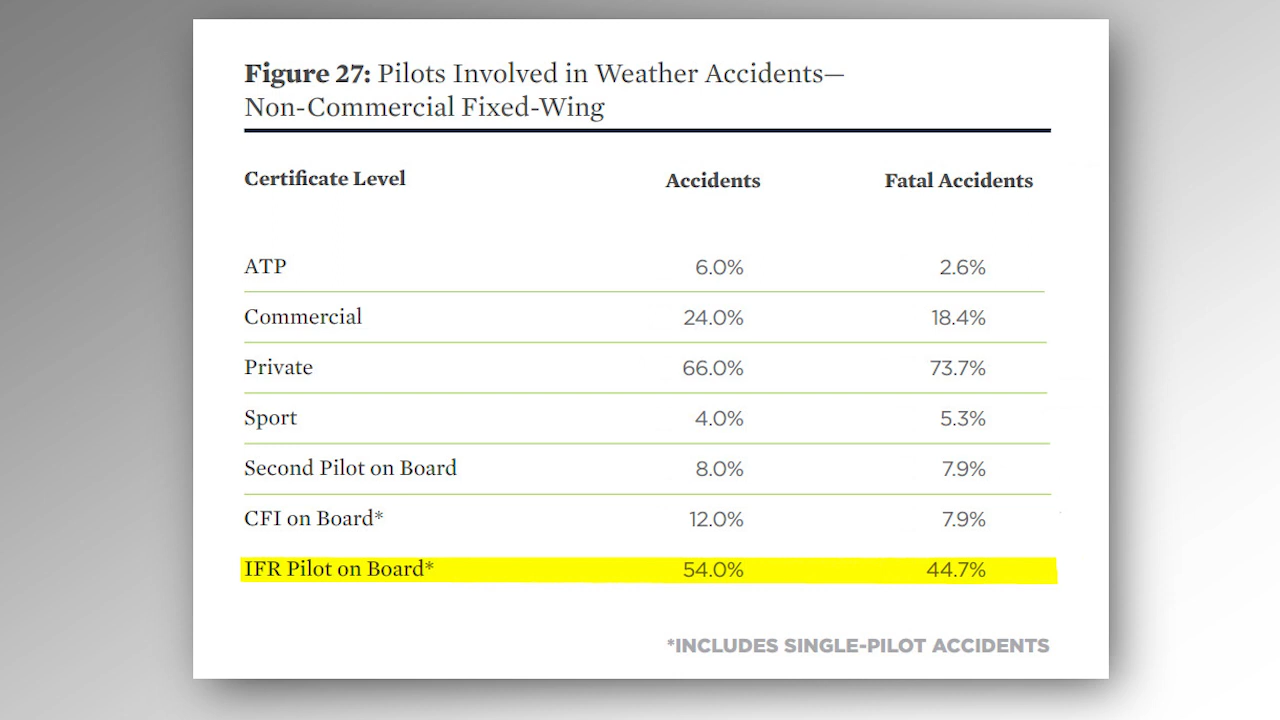 Figure 27: Pilots Involved in Weather Accidents—
Non-Commercial Fixed-Wing
Certificate Level Accidents Fatal Accidents
ATP 6.0% 2.6%
Commercial 24.0% 18.4%
Private 66.0% 73.7%
Sport 4.0% 5.3%
Second Pilot on Board 8.0% 7.9%
CFI on Board* 12.0% 7.9%
IFR Pilot on Board* 54.0% 44.7%
*INCLUDES SINGLE-PILOT ACCIDENTS